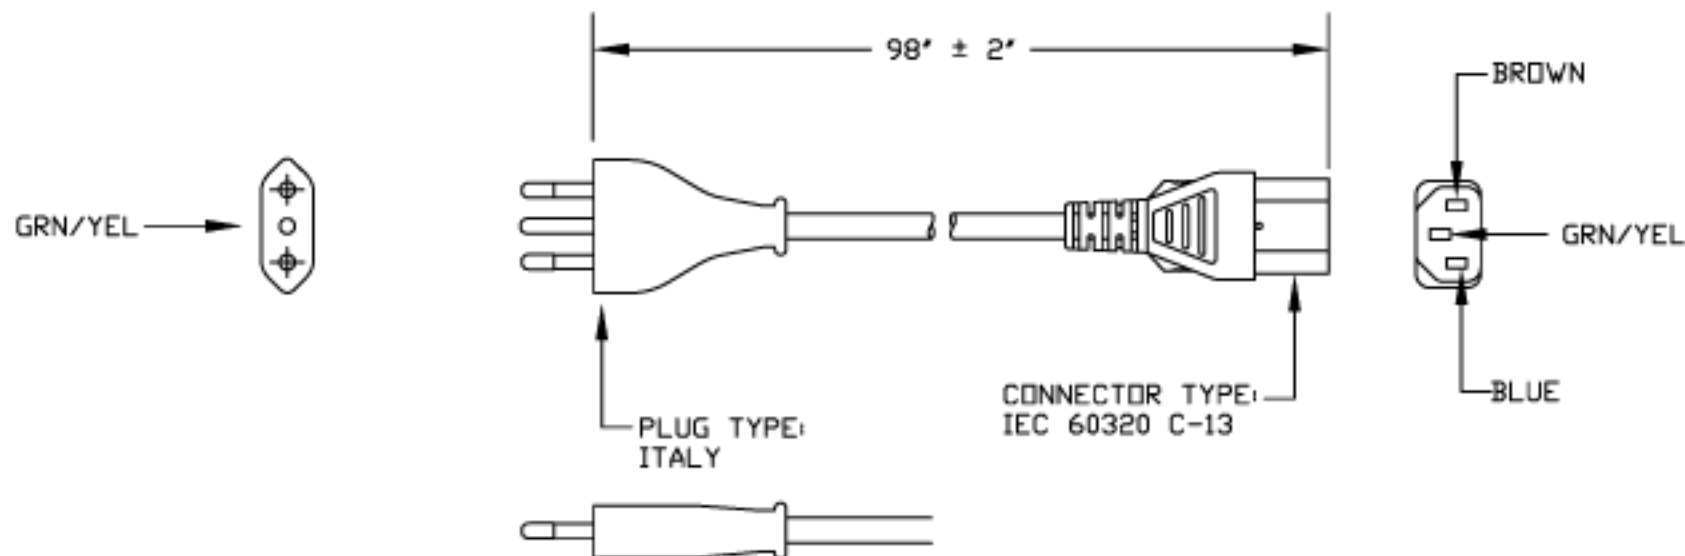 98" ± 2"
BROWN
GRN/YEL
GRN/YEL
CONNECTOR TYPE:
IEC 60320 C-13
BLUE
PLUG TYPE:
ITALY